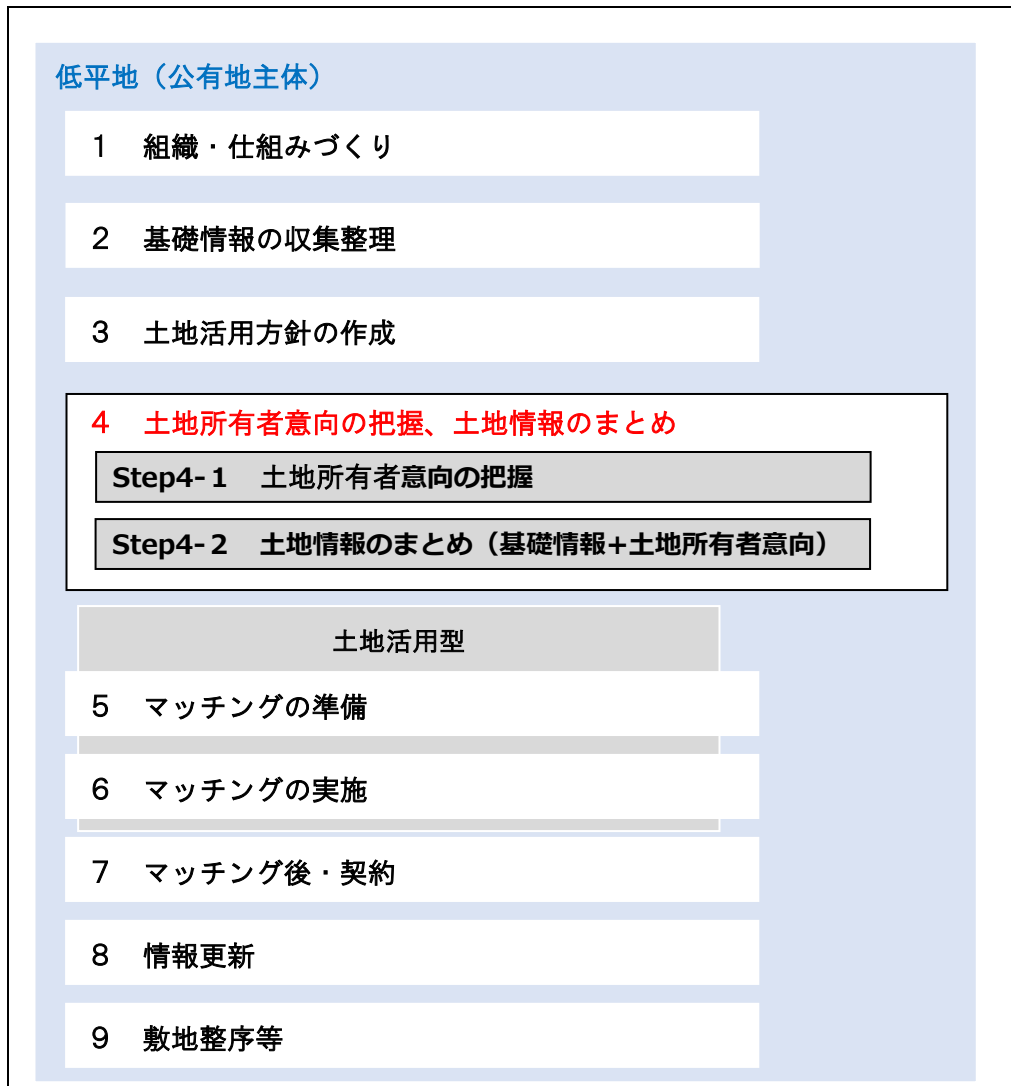 低平地（公有地主体）
１　組織・仕組みづくり
２　基礎情報の収集整理
３　土地活用方針の作成
４　土地所有者意向の把握、土地情報のまとめ
Step4-１　土地所有者意向の把握
Step4-２　土地情報のまとめ（基礎情報+土地所有者意向）
土地活用型
５　マッチングの準備
６　マッチングの実施
７　マッチング後・契約
８　情報更新
９　敷地整序等